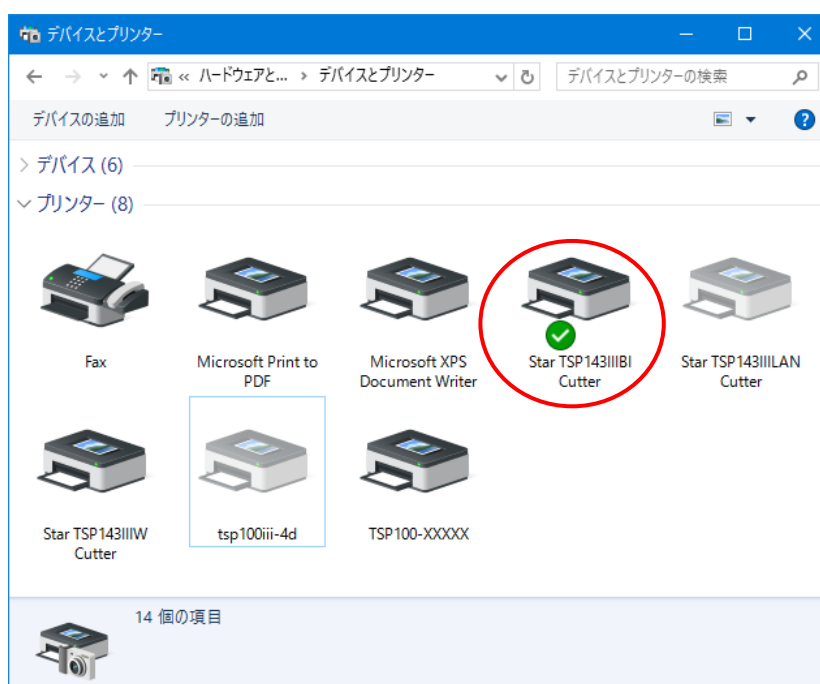 デバイスとプリンター
« ハードウェアと... › デバイスとプリンター
デバイスとプリンターの検索
デバイスの追加 プリンターの追加
デバイス (6)
プリンター (8)
Fax
Microsoft Print to
PDF
Microsoft XPS
Document Writer
Star TSP143IIIBI
Cutter
Star TSP143IIILAN
Cutter
Star TSP143IIIW
Cutter
tsp100iii-4d
TSP100-XXXXX
14 個の項目